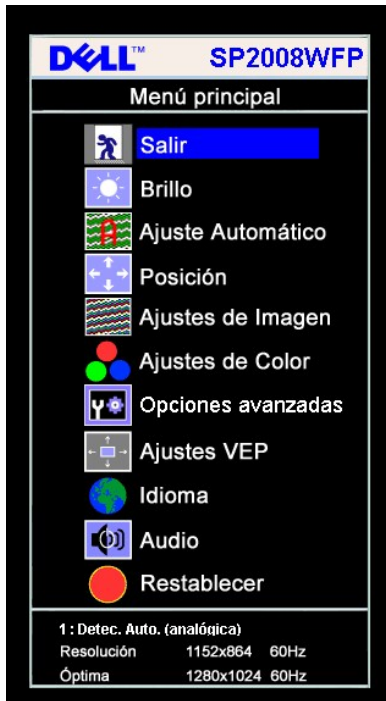 DELL™ SP2008WFP
Menú principal
Salir
Brillo
Ajuste Automático
Posición
Ajustes de Imagen
Ajustes de Color
Opciones avanzadas
Ajustes VEP
Idioma
Audio
Restablecer
1 : Detec. Auto. (analógica)
Resolución 1152x864 60Hz
Óptima 1280x1024 60Hz